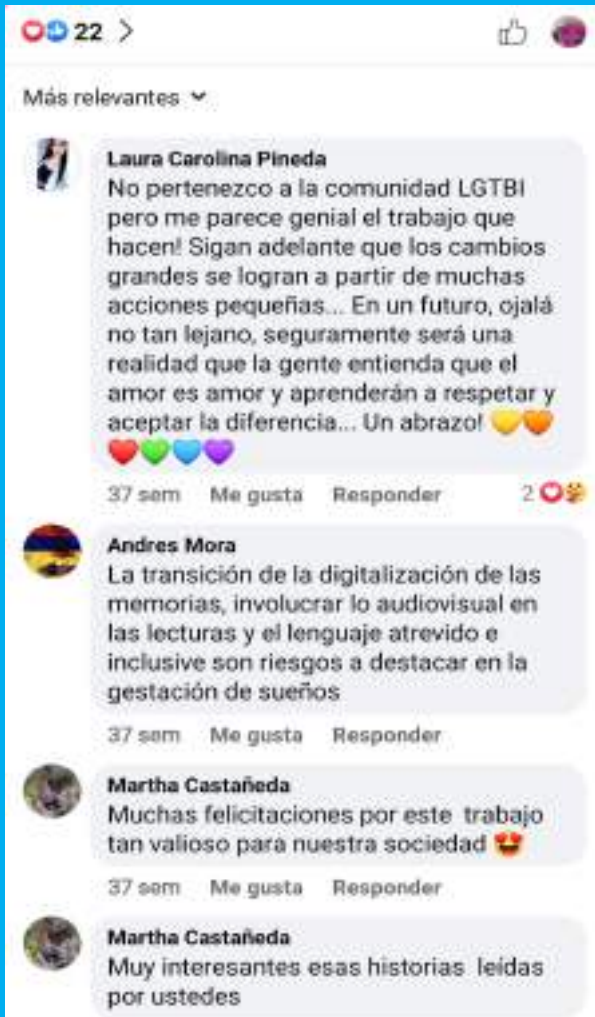 22 >
Más relevantes
Laura Carolina Pineda
No pertenezco a la comunidad LGTBI
pero me parece genial el trabajo que
hacen! Sigan adelante que los cambios
grandes se logran a partir de muchas
acciones pequeñas... En un futuro, ojalá
no tan lejano, seguramente será una
realidad que la gente entienda que el
amor es amor y aprenderán a respetar y
aceptar la diferencia... Un abrazo! 💛🧡
❤️💚💙💜
37 sem Me gusta Responder 2
Andres Mora
La transición de la digitalización de las
memorias, involucrar lo audiovisual en
las lecturas y el lenguaje atrevido e
inclusive son riesgos a destacar en la
gestación de sueños
37 sem Me gusta Responder
Martha Castañeda
Muchas felicitaciones por este trabajo
tan valioso para nuestra sociedad 😍
37 sem Me gusta Responder
Martha Castañeda
Muy interesantes esas historias leídas
por ustedes